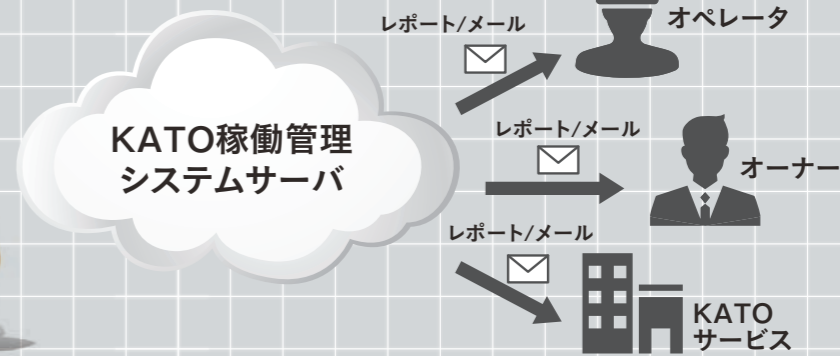 レポート/メール
オペレータ
KATO稼働管理
システムサーバ
レポート/メール
オーナー
レポート/メール
KATO
サービス